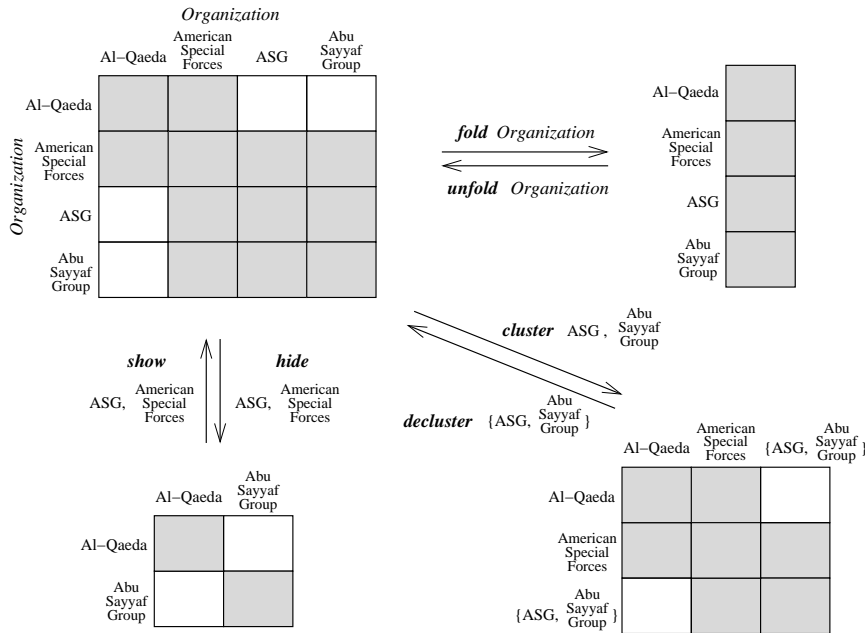 Organization
Al–Qaeda
American
Special
Forces
ASG
Abu
Sayyaf
Group
Organization
Al–Qaeda
American
Special
Forces
ASG
Abu
Sayyaf
Group
fold Organization
unfold Organization
Al–Qaeda
American
Special
Forces
ASG
Abu
Sayyaf
Group
cluster ASG , Abu
Sayyaf
Group
show
ASG, American
Special
Forces
hide
ASG, American
Special
Forces
decluster {ASG, Abu
Sayyaf
Group }
Al–Qaeda
Abu
Sayyaf
Group
Al–Qaeda
Abu
Sayyaf
Group
Al–Qaeda
American
Special
Forces
{ASG, Abu
Sayyaf
Group }
Al–Qaeda
American
Special
Forces
{ASG, Abu
Sayyaf
Group }